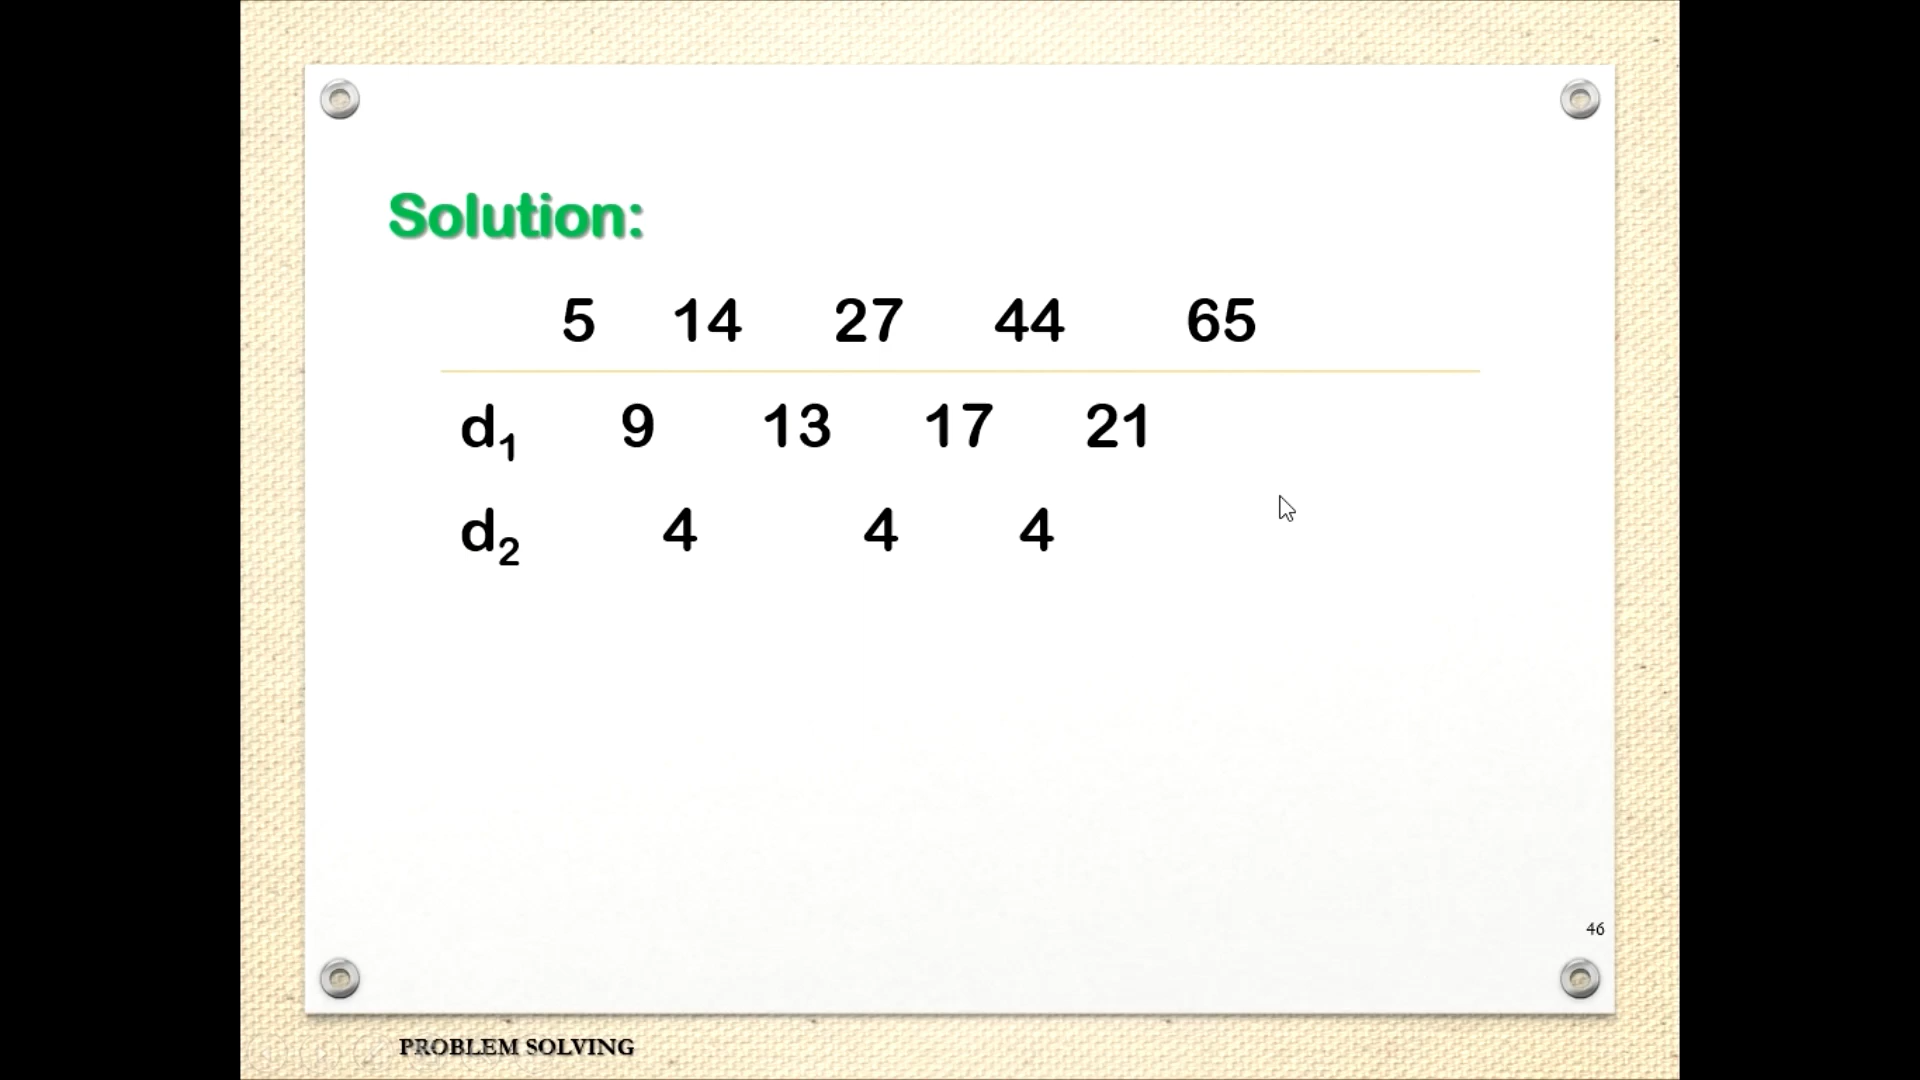 Solution:
5 14 27 44 65
d₁ 9 13 17 21
d₂ 4 4 4
46
PROBLEM SOLVING